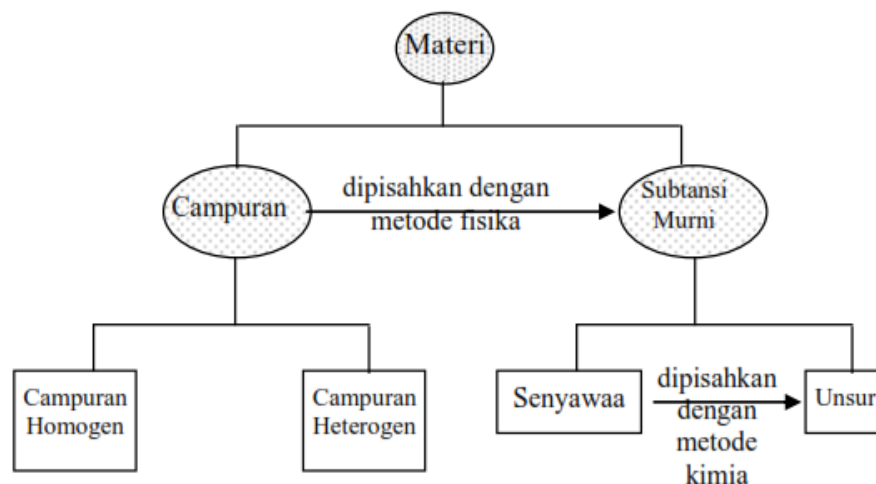 Materi
Campuran
dipisahkan dengan
metode fisika
Subtansi
Murni
Campuran
Homogen
Campuran
Heterogen
Senyawaa
dipisahkan
dengan
metode
kimia
Unsur